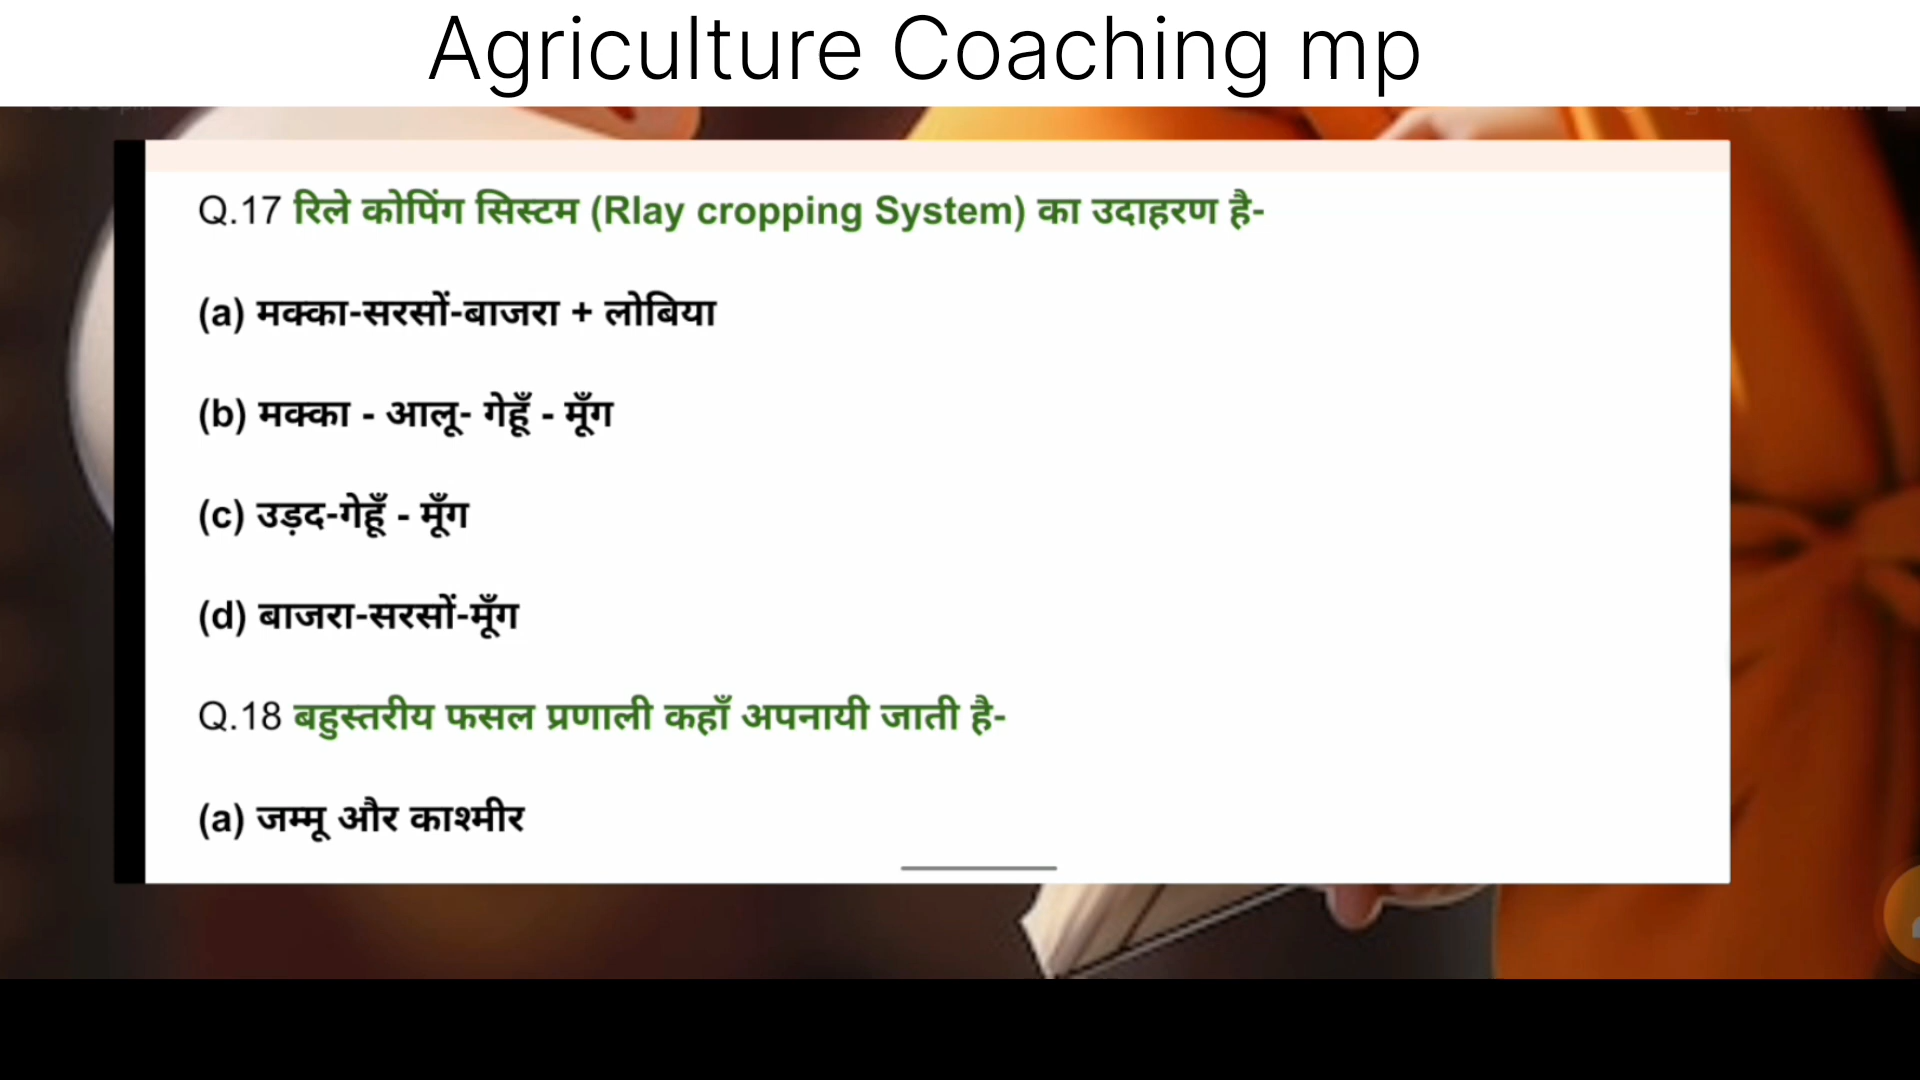 Agriculture Coaching mp
Q.17 रिले कोपिंग सिस्टम (Rlay cropping System) का उदाहरण है-
(a) मक्का-सरसों-बाजरा + लोबिया
(b) मक्का - आलू- गेहूँ - मूँग
(c) उड़द-गेहूँ - मूँग
(d) बाजरा-सरसों-मूँग
Q.18 बहुस्तरीय फसल प्रणाली कहाँ अपनायी जाती है-
(a) जम्मू और काश्मीर